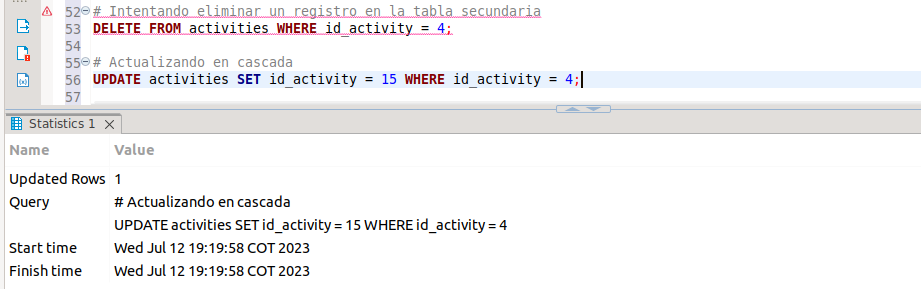 52 # Intentando eliminar un registro en la tabla secundaria
53 DELETE FROM activities WHERE id_activity = 4;
54
55 # Actualizando en cascada
56 UPDATE activities SET id_activity = 15 WHERE id_activity = 4;
57
Statistics 1
Name Value
Updated Rows 1
Query # Actualizando en cascada
UPDATE activities SET id_activity = 15 WHERE id_activity = 4
Start time Wed Jul 12 19:19:58 COT 2023
Finish time Wed Jul 12 19:19:58 COT 2023